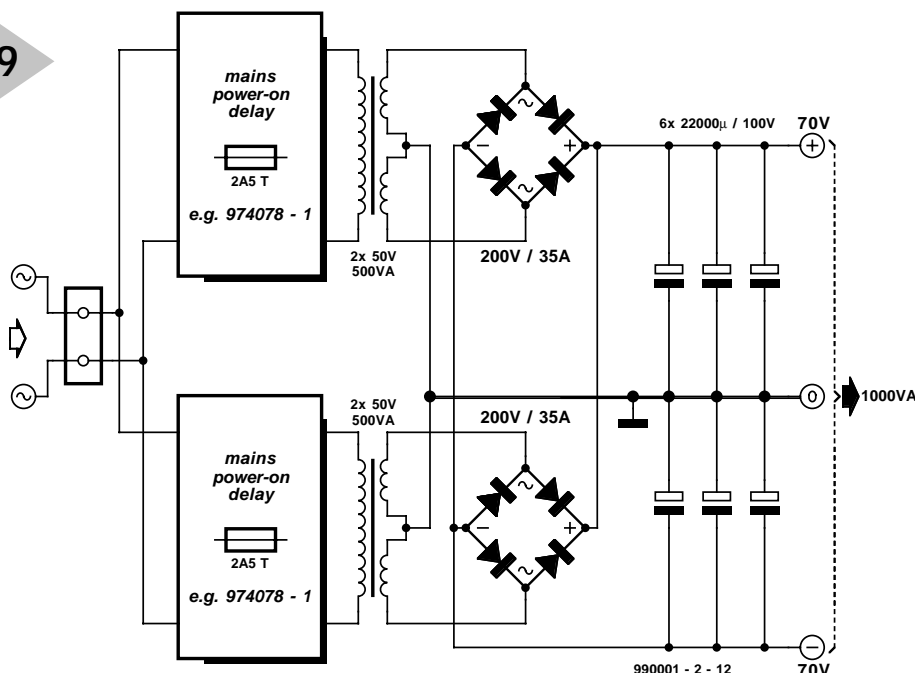 9
mains
power-on
delay
2A5 T
e.g. 974078 - 1
2x 50V
500VA
200V / 35A
6x 22000µ / 100V
70V
+
~
~
-
+
~
~
0
1000VA
mains
power-on
delay
2A5 T
e.g. 974078 - 1
2x 50V
500VA
200V / 35A
~
-
+
~
990001 - 2 - 12
-
70V